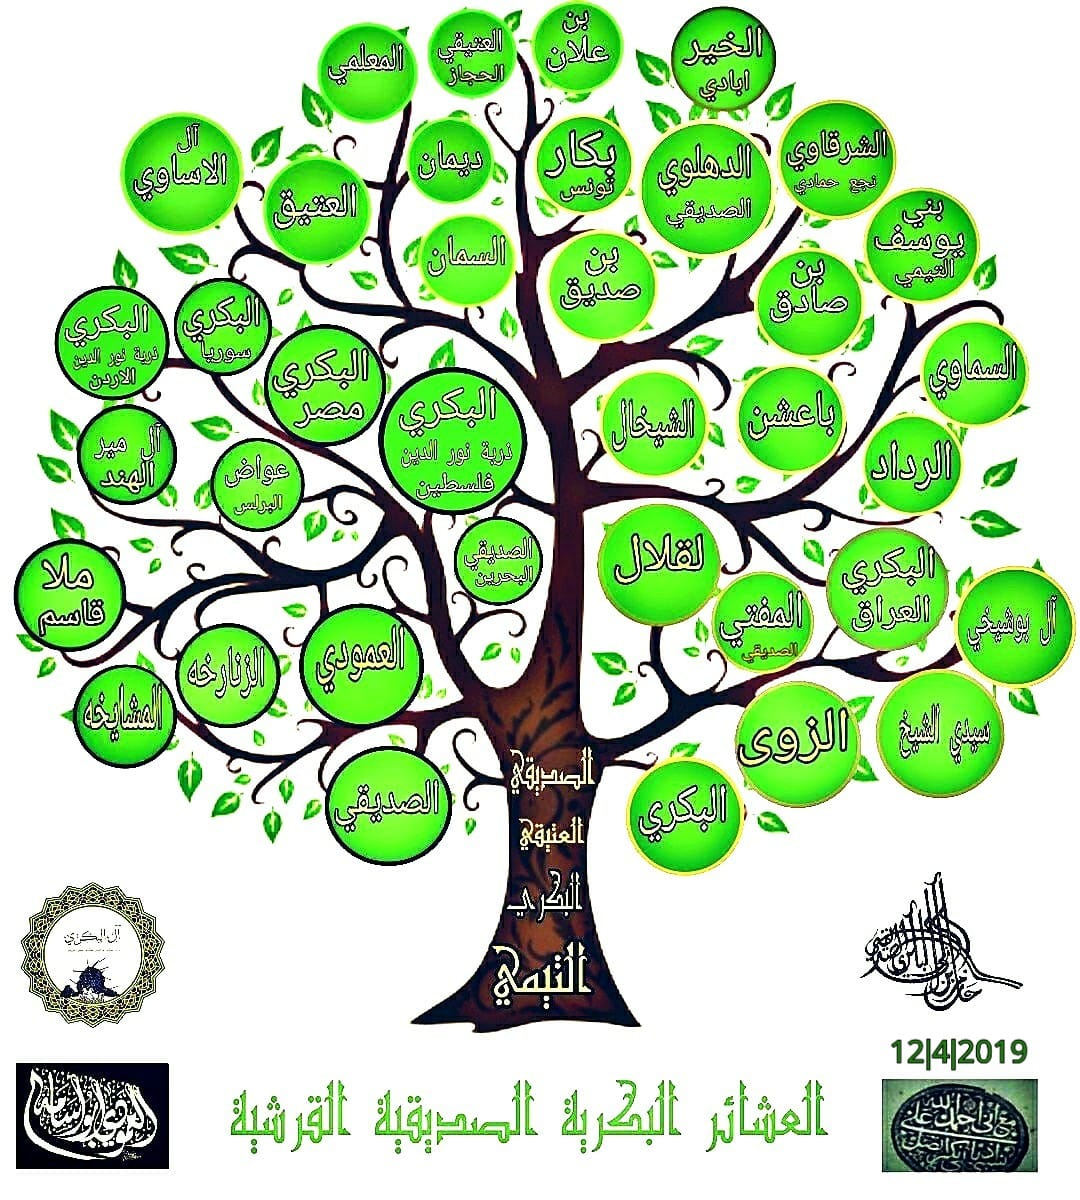 بن
علان
العتيقي
الحجاز
المعلمي
الخير
ابادي
آل
الاساوي
العتيق
ديمان
بكار
تونس
الدهلوي
الصديقي
الشرقاوي
نجع حمادي
بني
يوسف
التيمي
السمان
بن
صديق
بن
صادق
البكري
ذرية نور الدين
الاردن
البكري
سوريا
البكري
مصر
البكري
ذرية نور الدين
فلسطين
الشيخال
باعشن
السماوي
الرداد
آل مير
الهند
عواض
البرلس
الصديقي
البحرين
لقلال
البكري
العراق
المفتي
الصديقي
آل بوشيخي
ملا
قاسم
الزنارخه
العمودي
المشايخه
الزوى
سيدي الشيخ
الصديقي
البكري
الصديقي
العتيقي
البكري
التيمي
آل البكري
12|4|2019
العشائر البكرية الصديقية القرشية